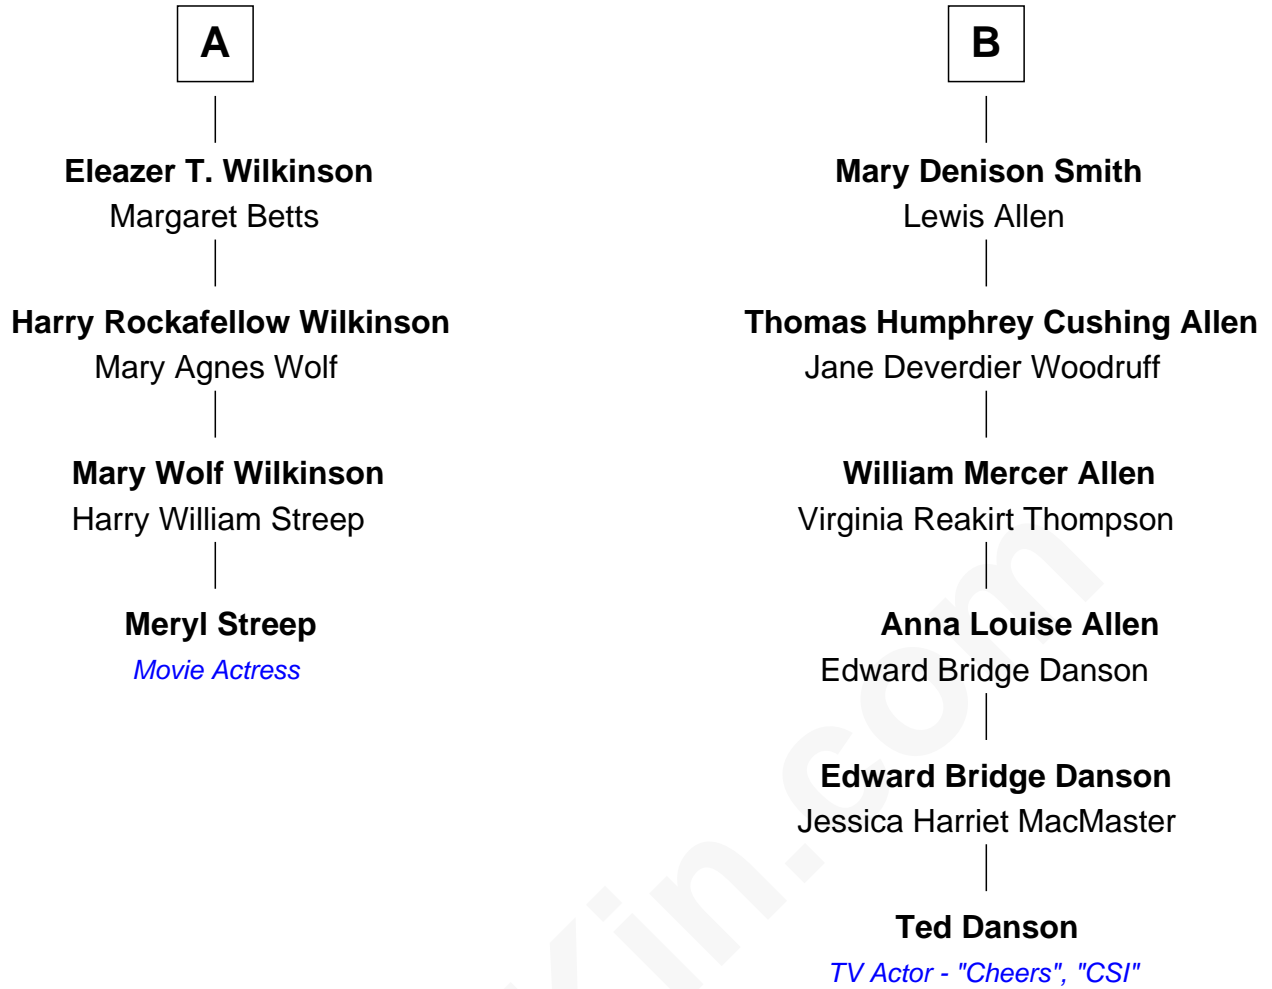 A
Eleazer T. Wilkinson
Margaret Betts
Harry Rockafellow Wilkinson
Mary Agnes Wolf
Mary Wolf Wilkinson
Harry William Streep
Meryl Streep
Movie Actress
B
Mary Denison Smith
Lewis Allen
Thomas Humphrey Cushing Allen
Jane Deverdier Woodruff
William Mercer Allen
Virginia Reakirt Thompson
Anna Louise Allen
Edward Bridge Danson
Edward Bridge Danson
Jessica Harriet MacMaster
Ted Danson
TV Actor - "Cheers", "CSI"
Kin.com